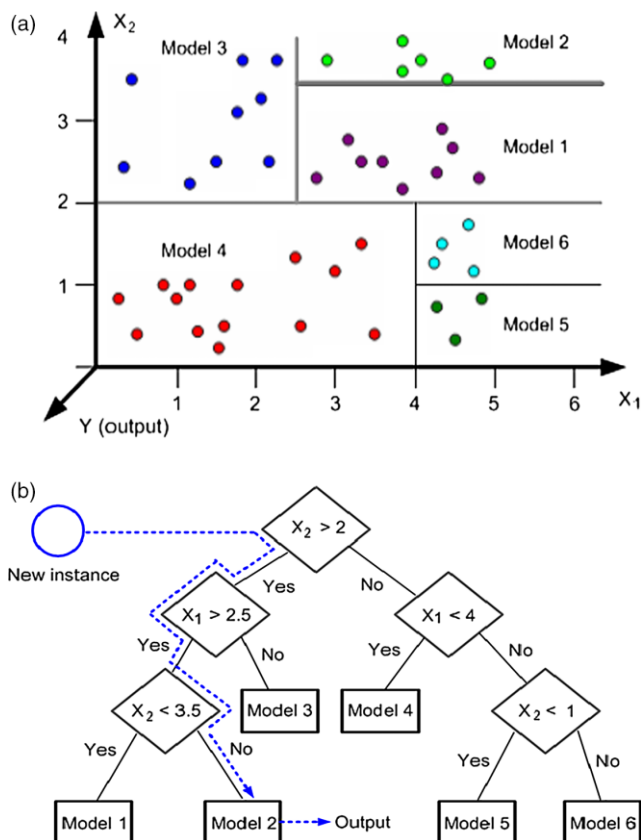 (a)
X2
4
Model 3
Model 2
3
Model 1
2
Model 4
Model 6
1
Model 5
1 2 3 4 5 6
X1
Y (output)
(b)
X2 > 2
New instance
Yes
No
X1 > 2.5
X1 < 4
Yes
No
Yes
No
X2 < 3.5
Model 3
Model 4
X2 < 1
Yes
No
Yes
No
Model 1
Model 2
Output
Model 5
Model 6